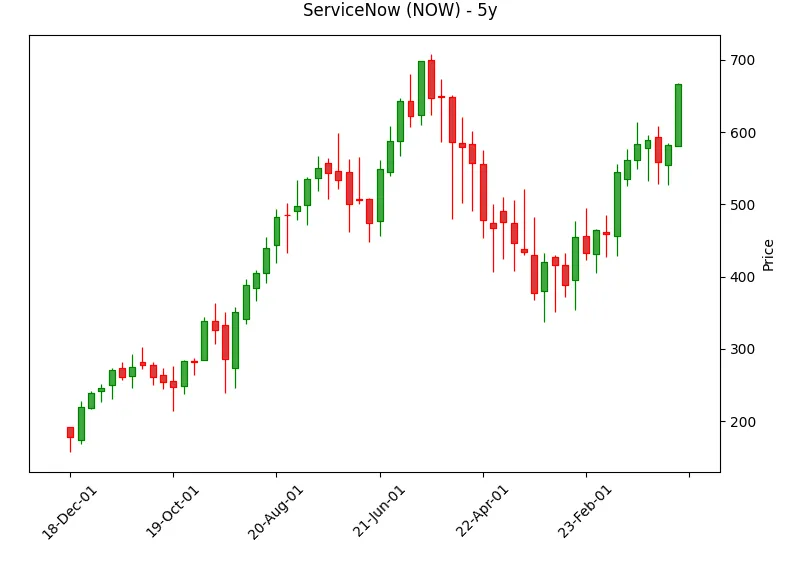 ServiceNow (NOW) - 5y
700
600
500
400
300
200
Price
18-Dec-01
19-Oct-01
20-Aug-01
21-Jun-01
22-Apr-01
23-Feb-01